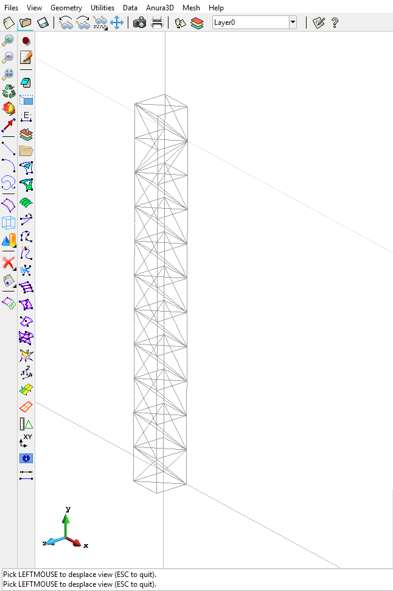 Files View Geometry Utilities Data Anura3D Mesh Help
Layer0
E
XY
y
z x
Pick LEFTMOUSE to desplace view (ESC to quit).
Pick LEFTMOUSE to desplace view (ESC to quit).